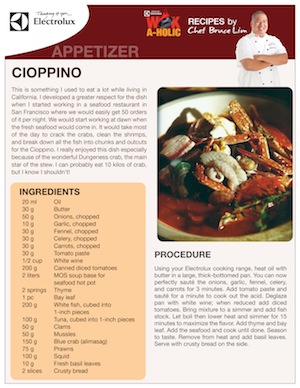 Thinking of you...
Electrolux
Electrolux
WOK
A-HOLIC
RECIPES by
Chef Bruce Lim
APPETIZER
CIOPPINO
This is something I used to eat a lot while living in
California. I developed a greater respect for the dish
when I started working in a seafood restaurant in
San Francisco where we would easily get 50 orders
of it per night. We would start working at dawn when
the fresh seafood would come in. It would take most
of the day to crack the crabs, clean the shrimps,
and break down all the fish into chunks and outcuts
for the Cioppino. I really enjoyed this dish especially
because of the wonderful Dungeness crab, the main
star of the stew. I can probably eat 10 kilos of crab,
but I know I shouldn't!
INGREDIENTS
20 ml Oil
30 g Butter
50 g Onions, chopped
10 g Garlic, chopped
30 g Fennel, chopped
30 g Celery, chopped
30 g Carrots, chopped
30 g Tomato paste
1/2 cup White wine
200 g Canned diced tomatoes
2 liters MOS soup base for
seafood hot pot
2 springs Thyme
1 pc Bay leaf
200 g White fish, cubed into
1-inch pieces
100 g Tuna, cubed into 1-inch pieces
50 g Clams
50 g Mussles
150 g Blue crab (alimasag)
75 g Prawns
100 g Squid
10 g Fresh basil leaves
2 slices Crusty bread
PROCEDURE
Using your Electrolux cooking range, heat oil with
butter in a large, thick-bottomed pan. You can now
perfectly sauté the onions, garlic, fennel, celery,
and carrots for 3 minutes. Add tomato paste and
sauté for a minute to cook out the acid. Deglaze
pan with white wine; when reduced add diced
tomatoes. Bring mixture to a simmer and add fish
stock. Let boil then lower heat and simmer for 15
minutes to maximize the flavor. Add thyme and bay
leaf. Add the seafood and cook until done. Season
to taste. Remove from heat and add basil leaves.
Serve with crusty bread on the side.